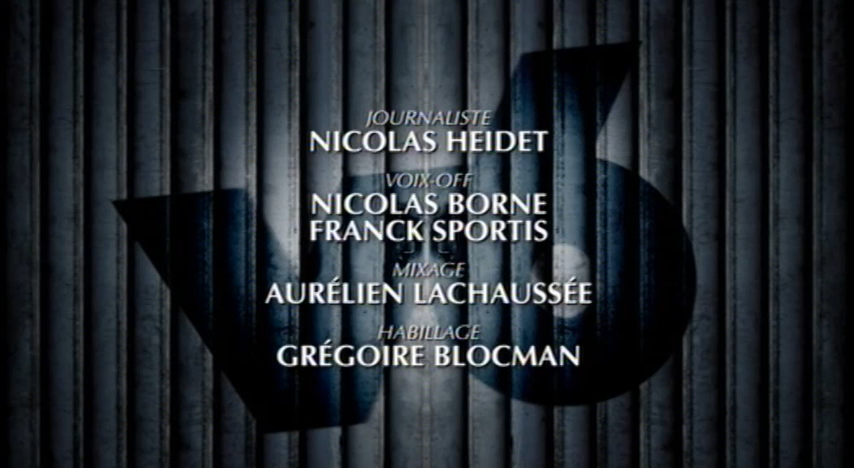 JOURNALISTE
NICOLAS HEIDET
VOIX-OFF
NICOLAS BORNE
FRANCK SPORTIS
MIXAGE
AURÉLIEN LACHAUSSÉE
HABILLAGE
GRÉGOIRE BLOCMAN